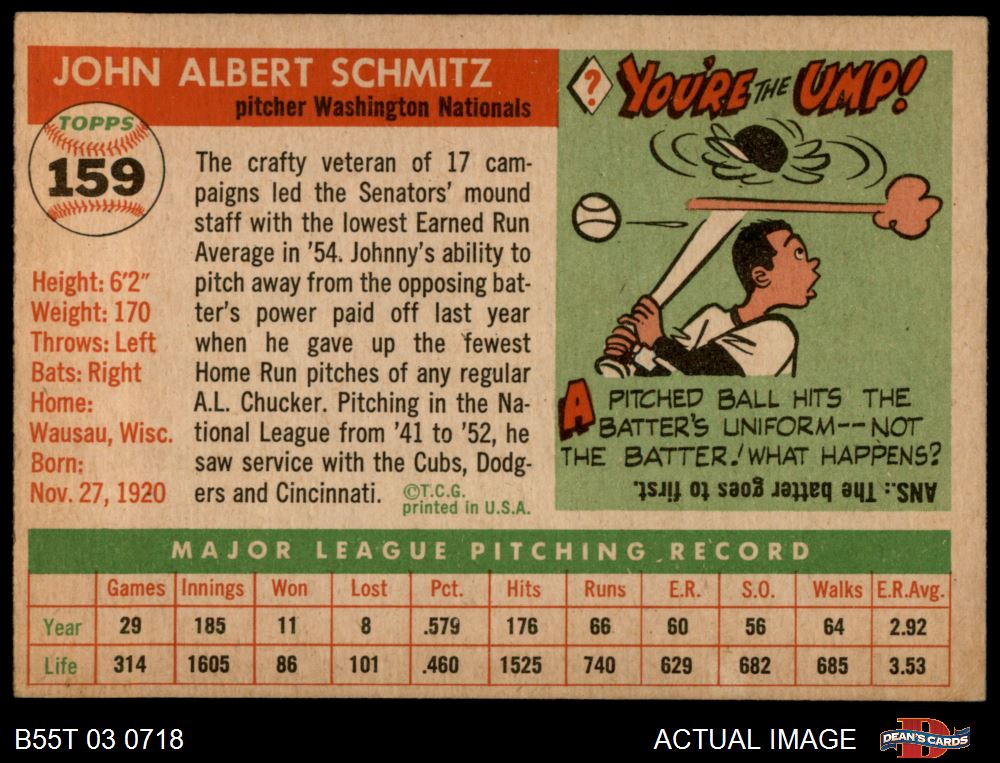 JOHN ALBERT SCHMITZ
pitcher Washington Nationals
TOPPS
159
Height: 6'2"
Weight: 170
Throws: Left
Bats: Right
Home:
Wausau, Wisc.
Born:
Nov. 27, 1920
The crafty veteran of 17 cam-
paigns led the Senators' mound
staff with the lowest Earned Run
Average in '54. Johnny's ability to
pitch away from the opposing bat-
ter's power paid off last year
when he gave up the fewest
Home Run pitches of any regular
A.L. Chucker. Pitching in the Na-
tional League from '41 to '52, he
saw service with the Cubs, Dodg-
ers and Cincinnati.
©T.C.G.
printed in U.S.A.
? YOU'RE THE UMP!
A PITCHED BALL HITS THE
BATTER'S UNIFORM--NOT
THE BATTER! WHAT HAPPENS?
ANS.: The batter goes to first.
MAJOR LEAGUE PITCHING RECORD
Games Innings Won Lost Pct. Hits Runs E.R. S.O. Walks E.R.Avg.
Year 29 185 11 8 .579 176 66 60 56 64 2.92
Life 314 1605 86 101 .460 1525 740 629 682 685 3.53
B55T 03 0718
ACTUAL IMAGE
D
DEAN'S CARDS